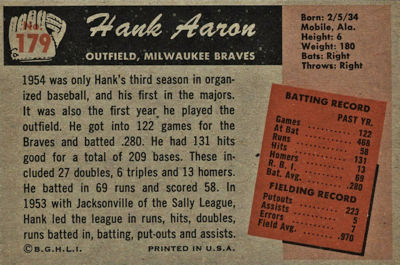 No.
179
Hank Aaron
OUTFIELD, MILWAUKEE BRAVES
Born: 2/5/34
Mobile, Ala.
Height: 6
Weight: 180
Bats: Right
Throws: Right
1954 was only Hank's third season in organ-
ized baseball, and his first in the majors.
It was also the first year he played the
outfield. He got into 122 games for the
Braves and batted .280. He had 131 hits
good for a total of 209 bases. These in-
cluded 27 doubles, 6 triples and 13 homers.
He batted in 69 runs and scored 58. In
1953 with Jacksonville of the Sally League,
Hank led the league in runs, hits, doubles,
runs batted in, batting, put-outs and assists.
©B.G.H.L.I. PRINTED IN U.S.A.
BATTING RECORD
PAST YR.
Games 122
At Bat 468
Runs 58
Hits 131
Homers 13
R. B. I. 69
Bat. Avg. .280
FIELDING RECORD
Putouts 223
Assists 5
Errors 7
Field Avg. .970